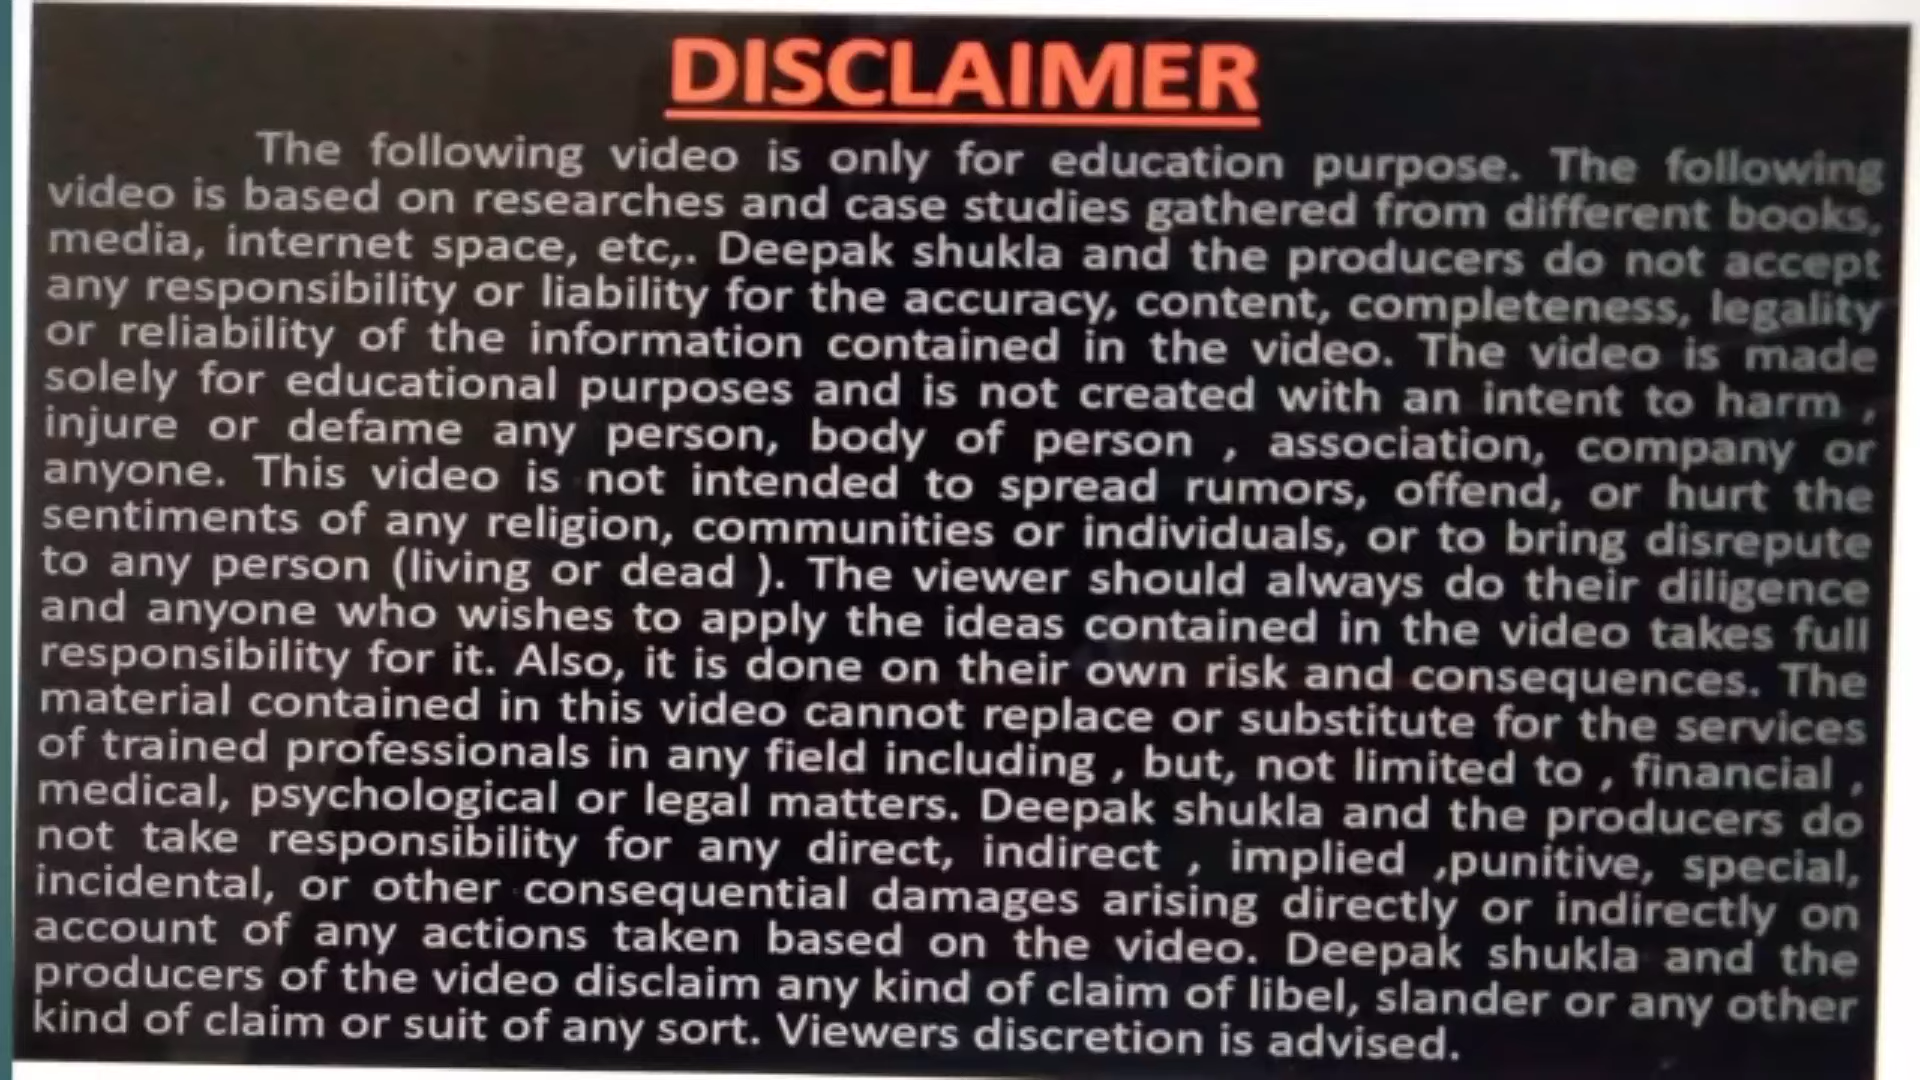 DISCLAIMER
The following video is only for education purpose. The following
video is based on researches and case studies gathered from different books,
media, internet space, etc,. Deepak shukla and the producers do not accept
any responsibility or liability for the accuracy, content, completeness, legality
or reliability of the information contained in the video. The video is made
solely for educational purposes and is not created with an intent to harm ,
injure or defame any person, body of person , association, company or
anyone. This video is not intended to spread rumors, offend, or hurt the
sentiments of any religion, communities or individuals, or to bring disrepute
to any person (living or dead ). The viewer should always do their diligence
and anyone who wishes to apply the ideas contained in the video takes full
responsibility for it. Also, it is done on their own risk and consequences. The
material contained in this video cannot replace or substitute for the services
of trained professionals in any field including , but, not limited to , financial ,
medical, psychological or legal matters. Deepak shukla and the producers do
not take responsibility for any direct, indirect , implied ,punitive, special,
incidental, or other consequential damages arising directly or indirectly on
account of any actions taken based on the video. Deepak shukla and the
producers of the video disclaim any kind of claim of libel, slander or any other
kind of claim or suit of any sort. Viewers discretion is advised.